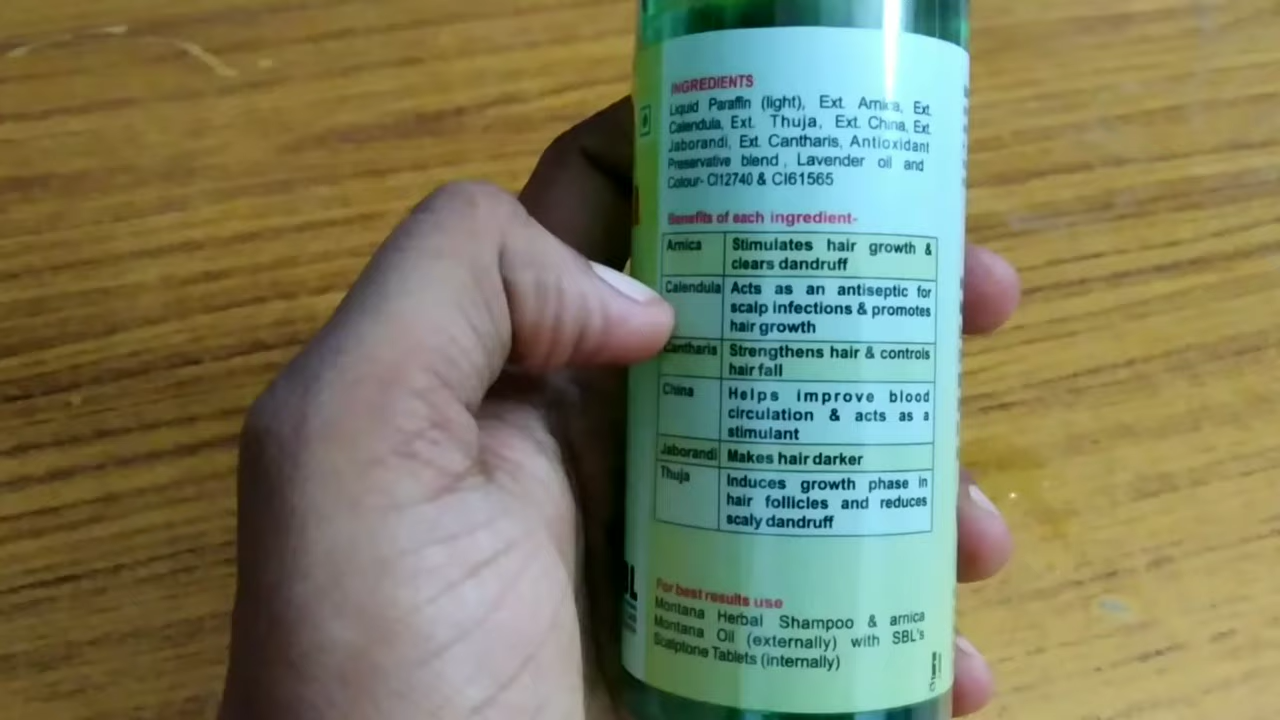 INGREDIENTS
Liquid Paraffin (light), Ext. Arnica, Ext.
Calendula, Ext. Thuja, Ext. China, Ext.
Jaborandi, Ext. Cantharis, Antioxidant
Preservative blend, Lavender oil and
Colour- CI12740 & CI61565
Benefits of each ingredient-
Arnica Stimulates hair growth &
clears dandruff
Calendula Acts as an antiseptic for
scalp infections & promotes
hair growth
Cantharis Strengthens hair & controls
hair fall
China Helps improve blood
circulation & acts as a
stimulant
Jaborandi Makes hair darker
Thuja Induces growth phase in
hair follicles and reduces
scaly dandruff
For best results use
Montana Herbal Shampoo & arnica
Montana Oil (externally) with SBL's
Scalptone Tablets (internally)